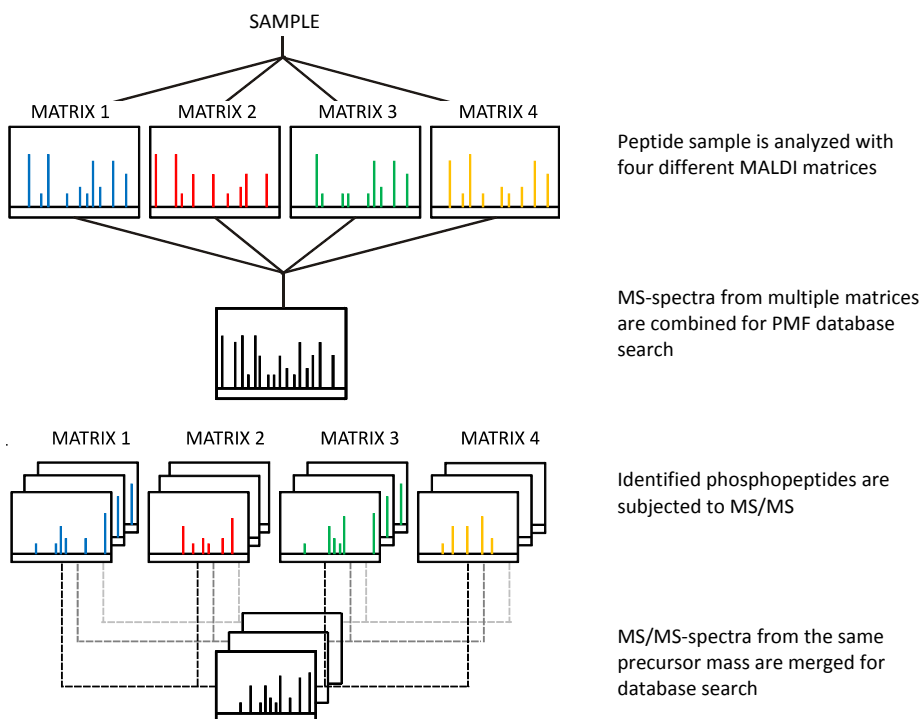 SAMPLE
MATRIX 1 MATRIX 2 MATRIX 3 MATRIX 4
Peptide sample is analyzed with
four different MALDI matrices
MS-spectra from multiple matrices
are combined for PMF database
search
. MATRIX 1 MATRIX 2 MATRIX 3 MATRIX 4
Identified phosphopeptides are
subjected to MS/MS
MS/MS-spectra from the same
precursor mass are merged for
database search